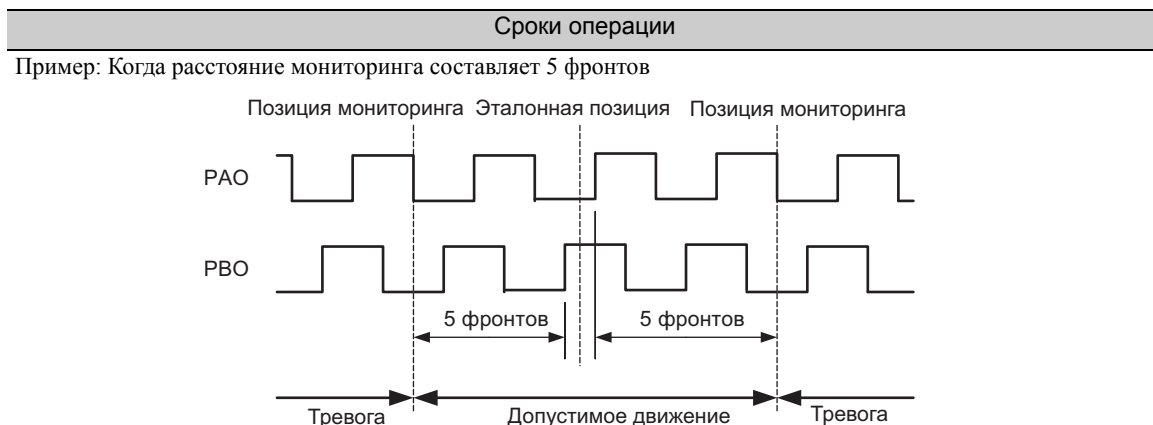 Сроки операции
Пример: Когда расстояние мониторинга составляет 5 фронтов
Позиция мониторинга Эталонная позиция Позиция мониторинга
PAO
PBO
5 фронтов 5 фронтов
Тревога Допустимое движение Тревога